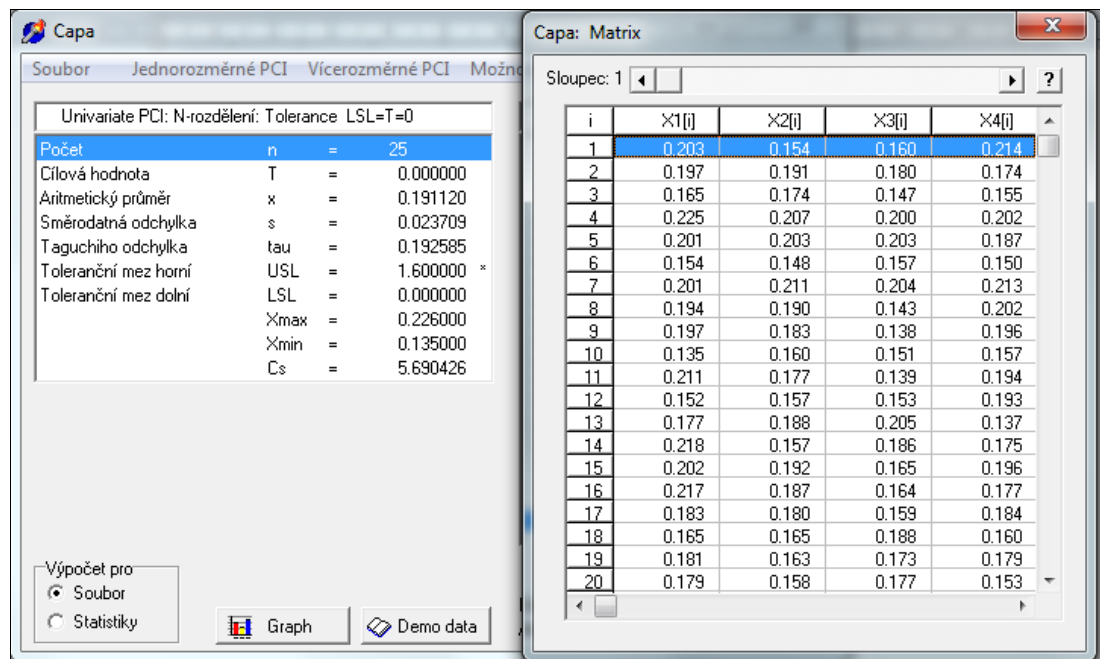 Capa
Soubor Jednorozměrné PCI Vícerozměrné PCI Možno
Univariate PCI: N-rozdělení: Tolerance LSL=T=0
Počet n = 25
Cílová hodnota T = 0.000000
Aritmetický průměr x = 0.191120
Směrodatná odchylka s = 0.023709
Taguchiho odchylka tau = 0.192585
Toleranční mez horní USL = 1.600000 *
Toleranční mez dolní LSL = 0.000000
Xmax = 0.226000
Xmin = 0.135000
Cs = 5.690426
Výpočet pro
Soubor
Statistiky
Graph
Demo data
Capa: Matrix
X
Sloupec: 1
?
i X1[i] X2[i] X3[i] X4[i]
1 0.203 0.154 0.160 0.214
2 0.197 0.191 0.180 0.174
3 0.165 0.174 0.147 0.155
4 0.225 0.207 0.200 0.202
5 0.201 0.203 0.203 0.187
6 0.154 0.148 0.157 0.150
7 0.201 0.211 0.204 0.213
8 0.194 0.190 0.143 0.202
9 0.197 0.183 0.138 0.196
10 0.135 0.160 0.151 0.157
11 0.211 0.177 0.139 0.194
12 0.152 0.157 0.153 0.193
13 0.177 0.188 0.205 0.137
14 0.218 0.157 0.186 0.175
15 0.202 0.192 0.165 0.196
16 0.217 0.187 0.164 0.177
17 0.183 0.180 0.159 0.184
18 0.165 0.165 0.188 0.160
19 0.181 0.163 0.173 0.179
20 0.179 0.158 0.177 0.153